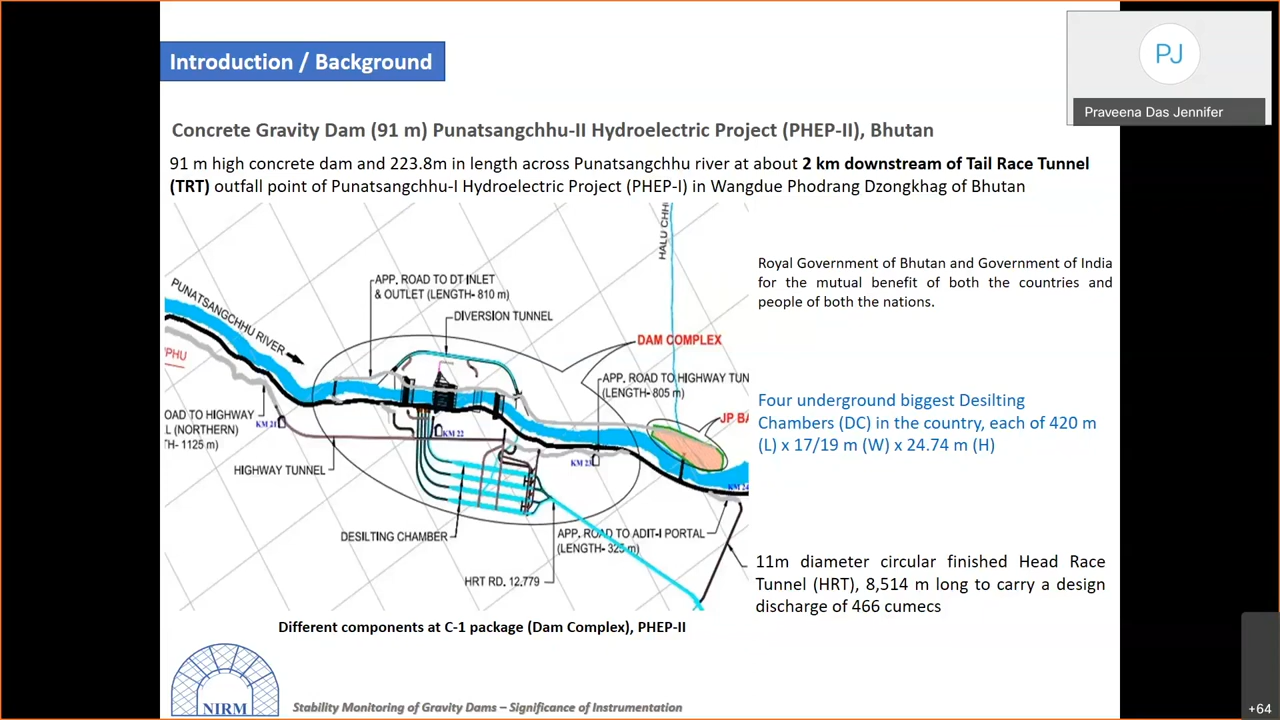 Introduction / Background
PJ
Praveena Das Jennifer
Concrete Gravity Dam (91 m) Punatsangchhu-II Hydroelectric Project (PHEP-II), Bhutan
91 m high concrete dam and 223.8m in length across Punatsangchhu river at about 2 km downstream of Tail Race Tunnel
(TRT) outfall point of Punatsangchhu-I Hydroelectric Project (PHEP-I) in Wangdue Phodrang Dzongkhag of Bhutan
HALU CHH
Royal Government of Bhutan and Government of India
for the mutual benefit of both the countries and
people of both the nations.
PUNATSANGCHHU RIVER
APP. ROAD TO DT INLET
& OUTLET (LENGTH- 810 m)
DIVERSION TUNNEL
DAM COMPLEX
PHU
APP. ROAD TO HIGHWAY TUN
(LENGTH- 805 m)
Four underground biggest Desilting
Chambers (DC) in the country, each of 420 m
(L) x 17/19 m (W) x 24.74 m (H)
OAD TO HIGHWAY
L (NORTHERN)
TH- 1125 m)
KM 21
KM 22
JP BA
HIGHWAY TUNNEL
KM 23
KM 24
DESILTING CHAMBER
APP. ROAD TO ADIT-I PORTAL
(LENGTH- 325 m)
HRT RD. 12.779
11m diameter circular finished Head Race
Tunnel (HRT), 8,514 m long to carry a design
discharge of 466 cumecs
Different components at C-1 package (Dam Complex), PHEP-II
NIRM
Stability Monitoring of Gravity Dams – Significance of Instrumentation
+64